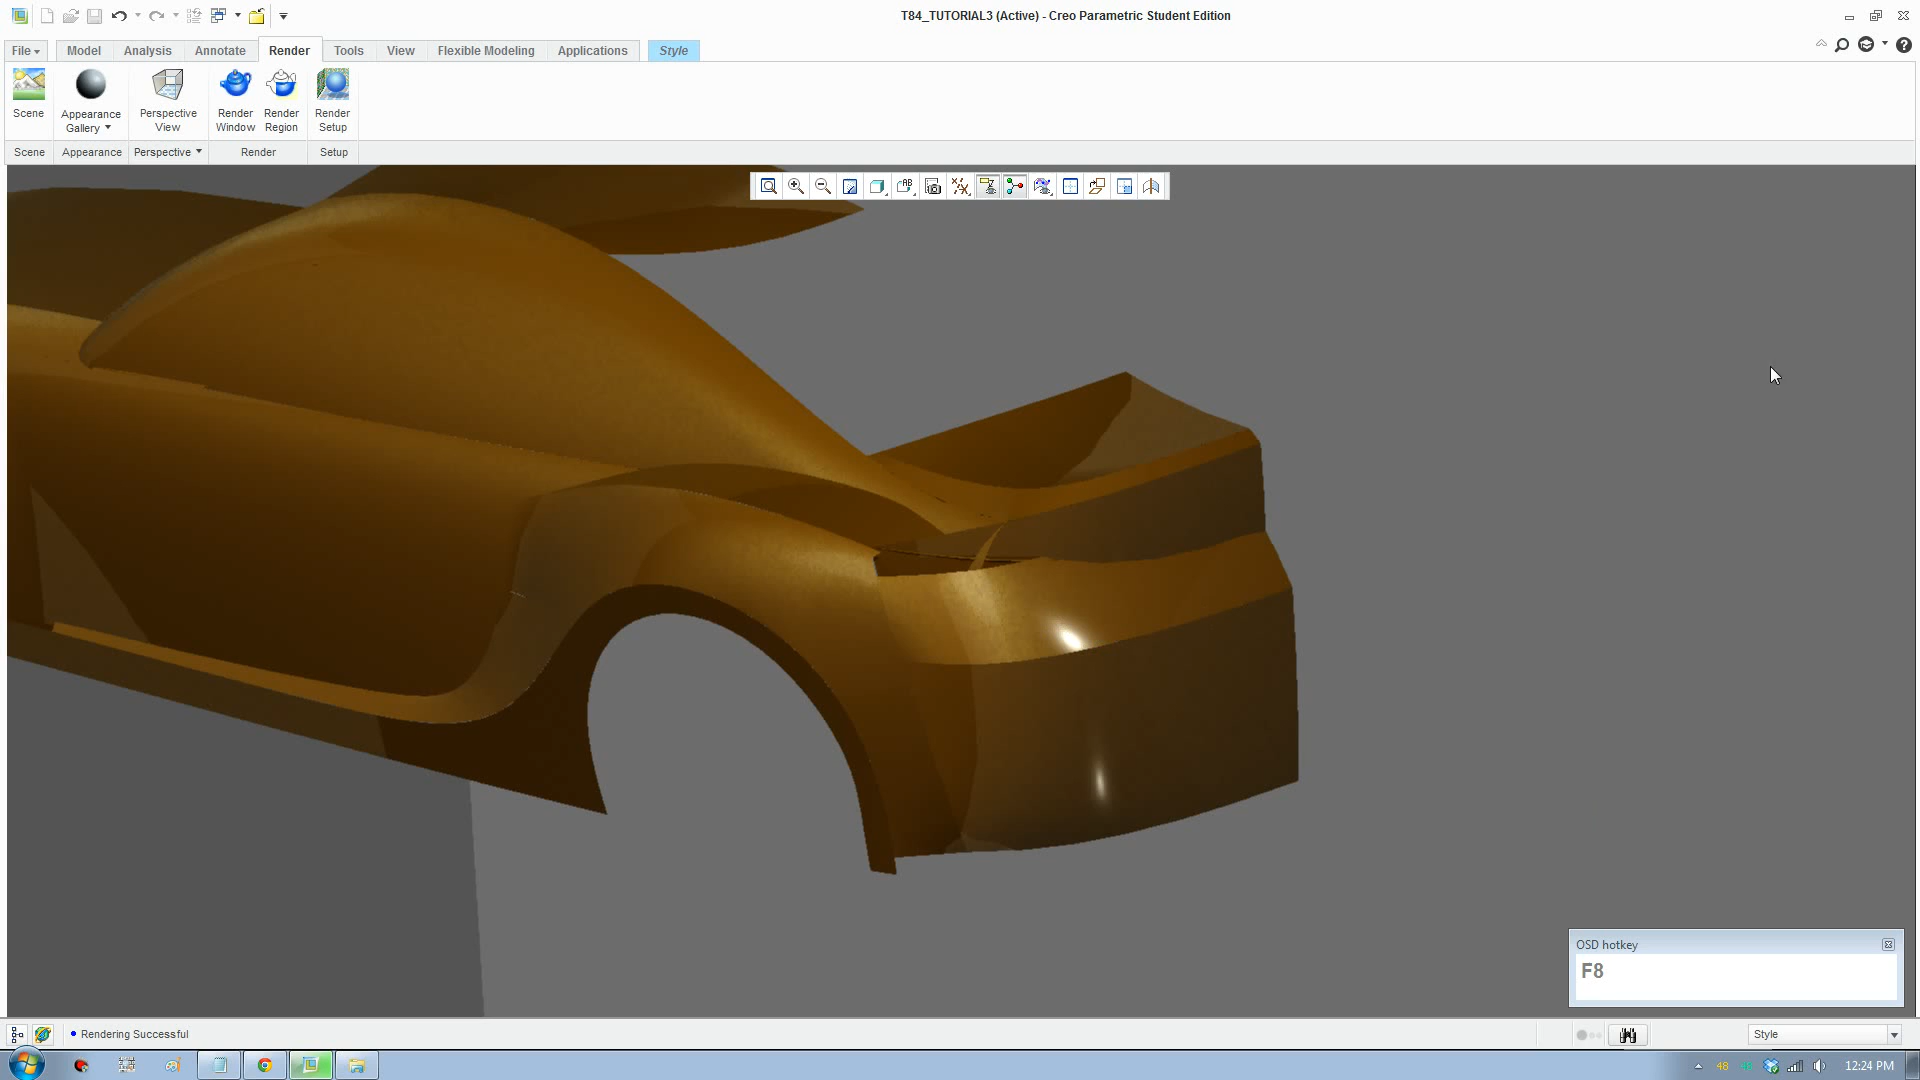 T84_TUTORIAL3 (Active) - Creo Parametric Student Edition
File Model Analysis Annotate Render Tools View Flexible Modeling Applications Style
Scene
Appearance Gallery
Perspective View
Render Window
Render Region
Render Setup
Scene Appearance Perspective Render Setup
OSD hotkey
F8
Rendering Successful
Style
48
12:24 PM